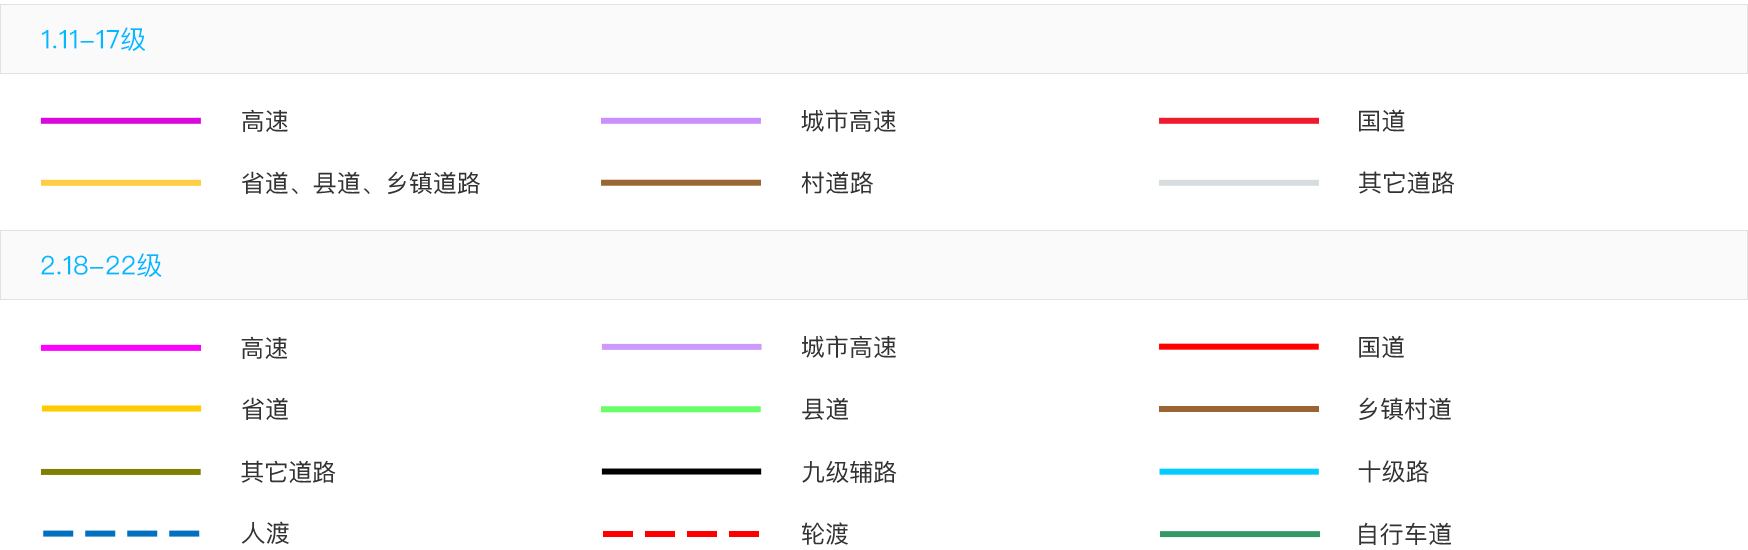 1.11-17级
高速 城市高速 国道
省道、县道、乡镇道路 村道路 其它道路
2.18-22级
高速 城市高速 国道
省道 县道 乡镇村道
其它道路 九级辅路 十级路
人渡 轮渡 自行车道